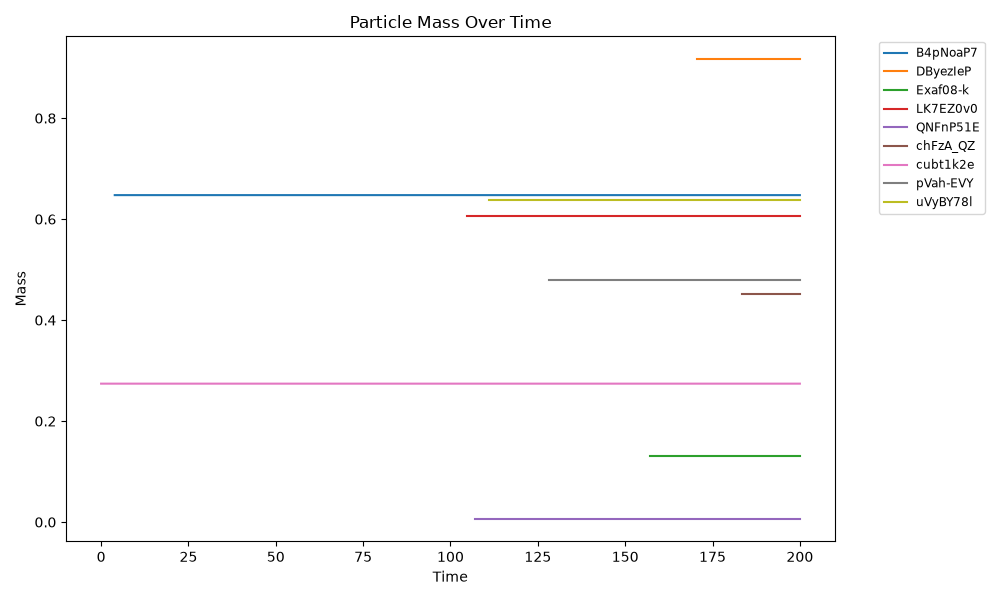 Particle Mass Over Time
B4pNoaP7
DByezIeP
Exaf08-k
LK7EZ0v0
QNFnP51E
chFzA_QZ
cubt1k2e
pVah-EVY
uVyBY78l
Mass
0.8
0.6
0.4
0.2
0.0
0 25 50 75 100 125 150 175 200
Time